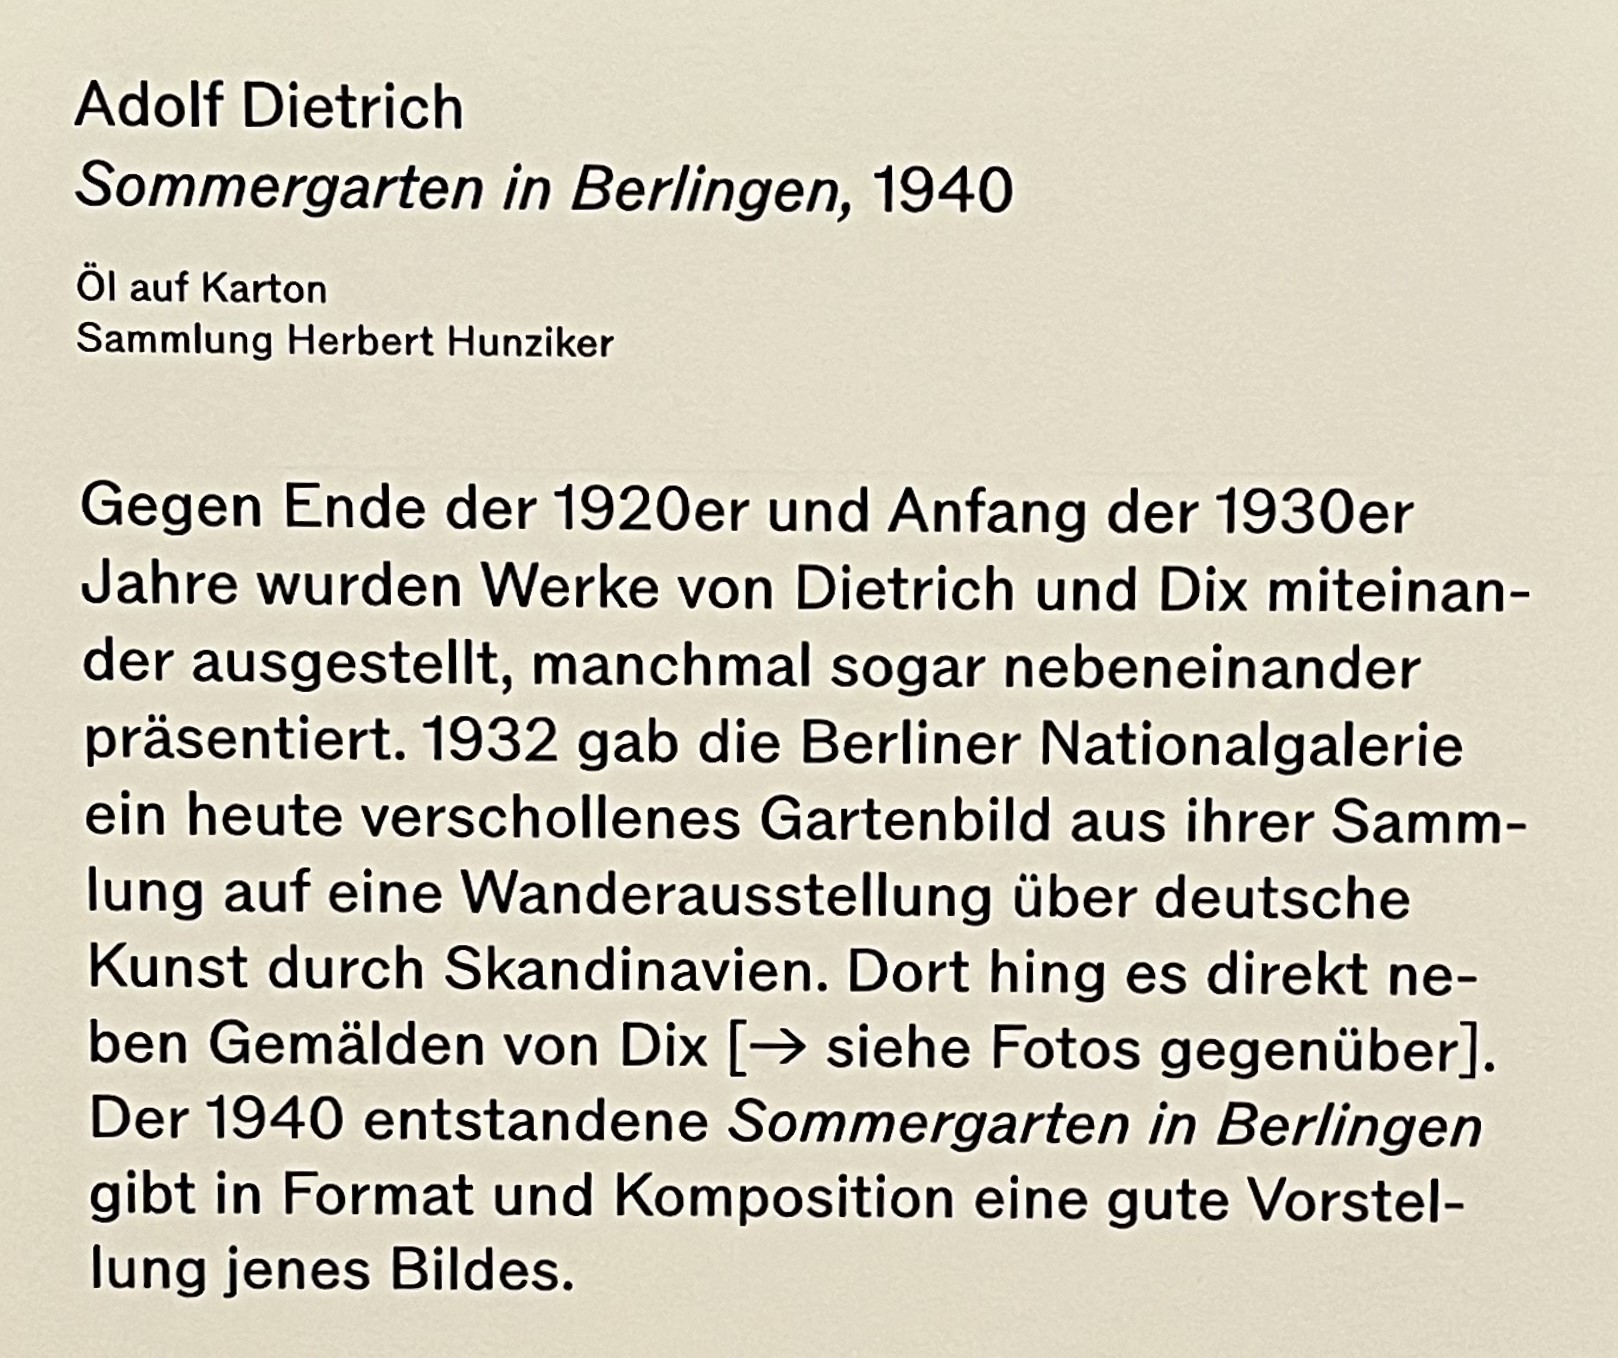 Adolf Dietrich
Sommergarten in Berlingen, 1940
Öl auf Karton
Sammlung Herbert Hunziker
Gegen Ende der 1920er und Anfang der 1930er
Jahre wurden Werke von Dietrich und Dix miteinan-
der ausgestellt, manchmal sogar nebeneinander
präsentiert. 1932 gab die Berliner Nationalgalerie
ein heute verschollenes Gartenbild aus ihrer Samm-
lung auf eine Wanderausstellung über deutsche
Kunst durch Skandinavien. Dort hing es direkt ne-
ben Gemälden von Dix [→ siehe Fotos gegenüber].
Der 1940 entstandene Sommergarten in Berlingen
gibt in Format und Komposition eine gute Vorstel-
lung jenes Bildes.